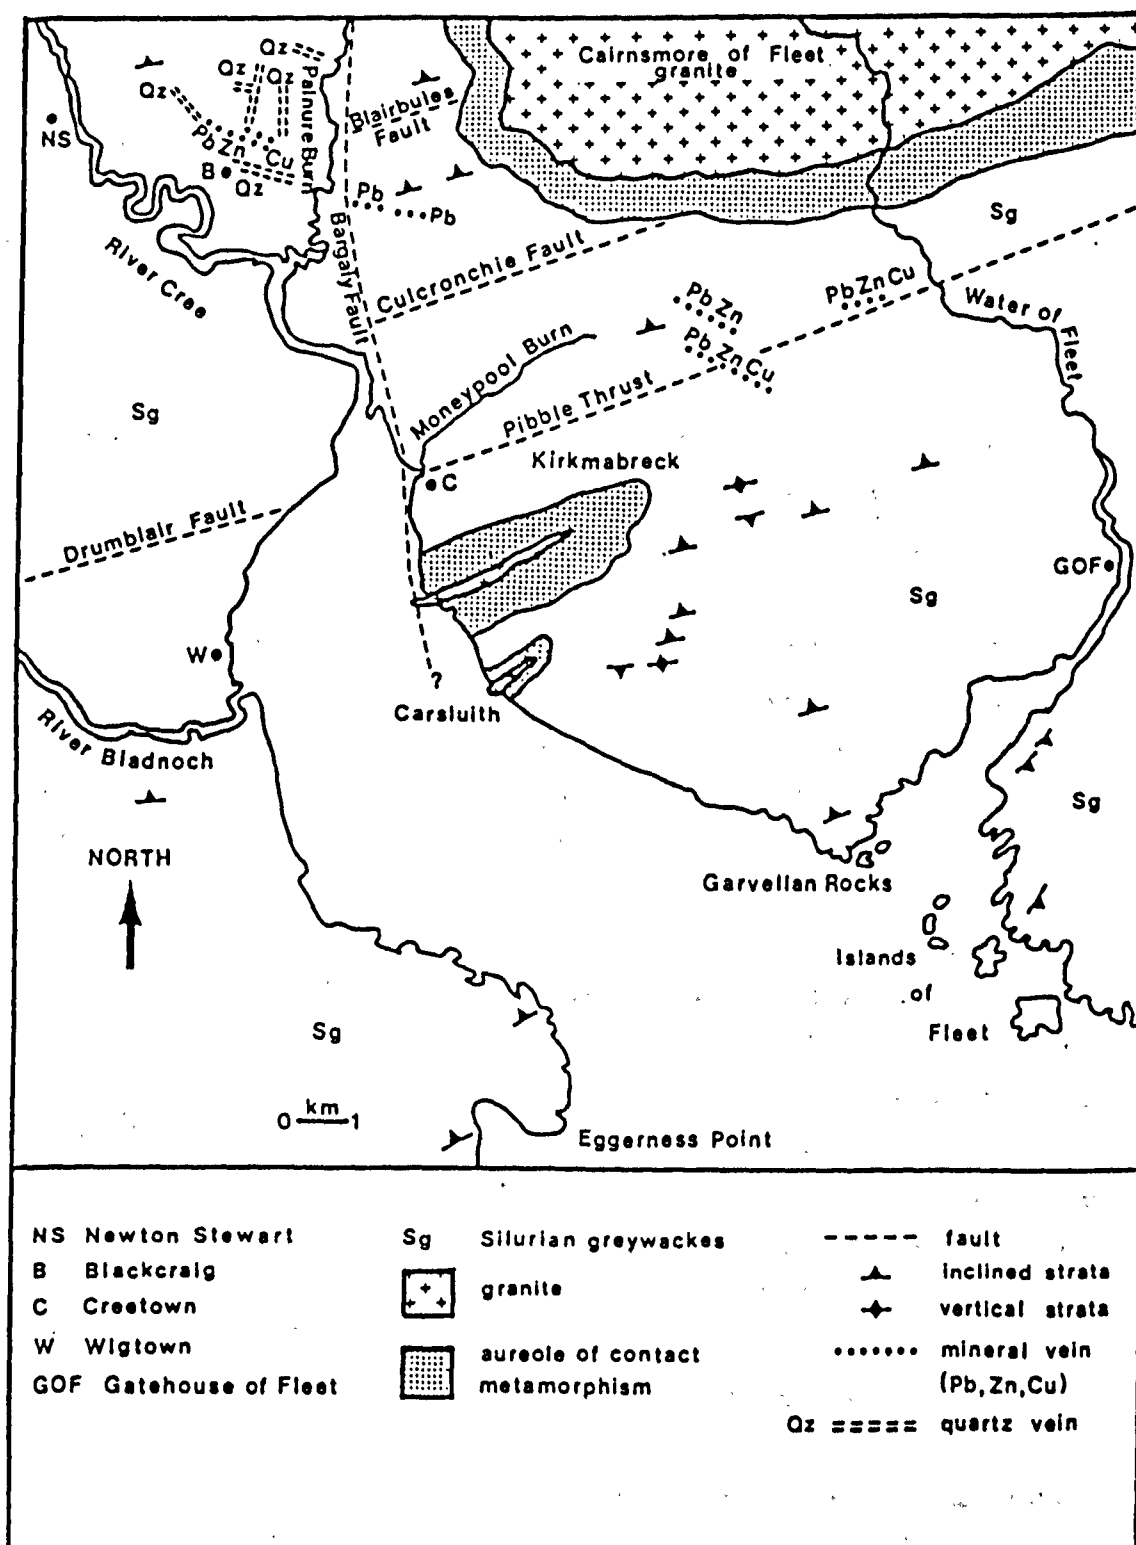 Qz
Cairnsmore of Fleet
granite
Qz
Qz
Qz
Palnure Burn
Blairbules
Fault
NS
Pb Zn
Cu
B
Qz
Pb
Pb
Sg
Bargaly Fault
River Cree
Culcronchie Fault
Pb Zn
Pb Zn Cu
Water of Fleet
Pb Zn Cu
Moneypool Burn
Pibble Thrust
Sg
Kirkmabreck
C
Drumblair Fault
GOF
Sg
W
?
Carsluith
River Bladnoch
Sg
NORTH
Garvellan Rocks
Islands
of
Fleet
Sg
km
0 1
Eggerness Point
NS Newton Stewart
B Blackcraig
C Creetown
W Wigtown
GOF Gatehouse of Fleet
Sg Silurian greywackes
granite
aureole of contact
metamorphism
fault
inclined strata
vertical strata
mineral vein
(Pb, Zn, Cu)
Qz quartz vein